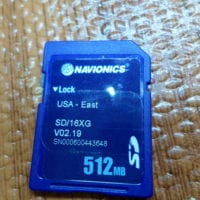 NAVIONICS
Lock
USA - East
SD/16XG
V02.19
SN000600443648
512MB
SD